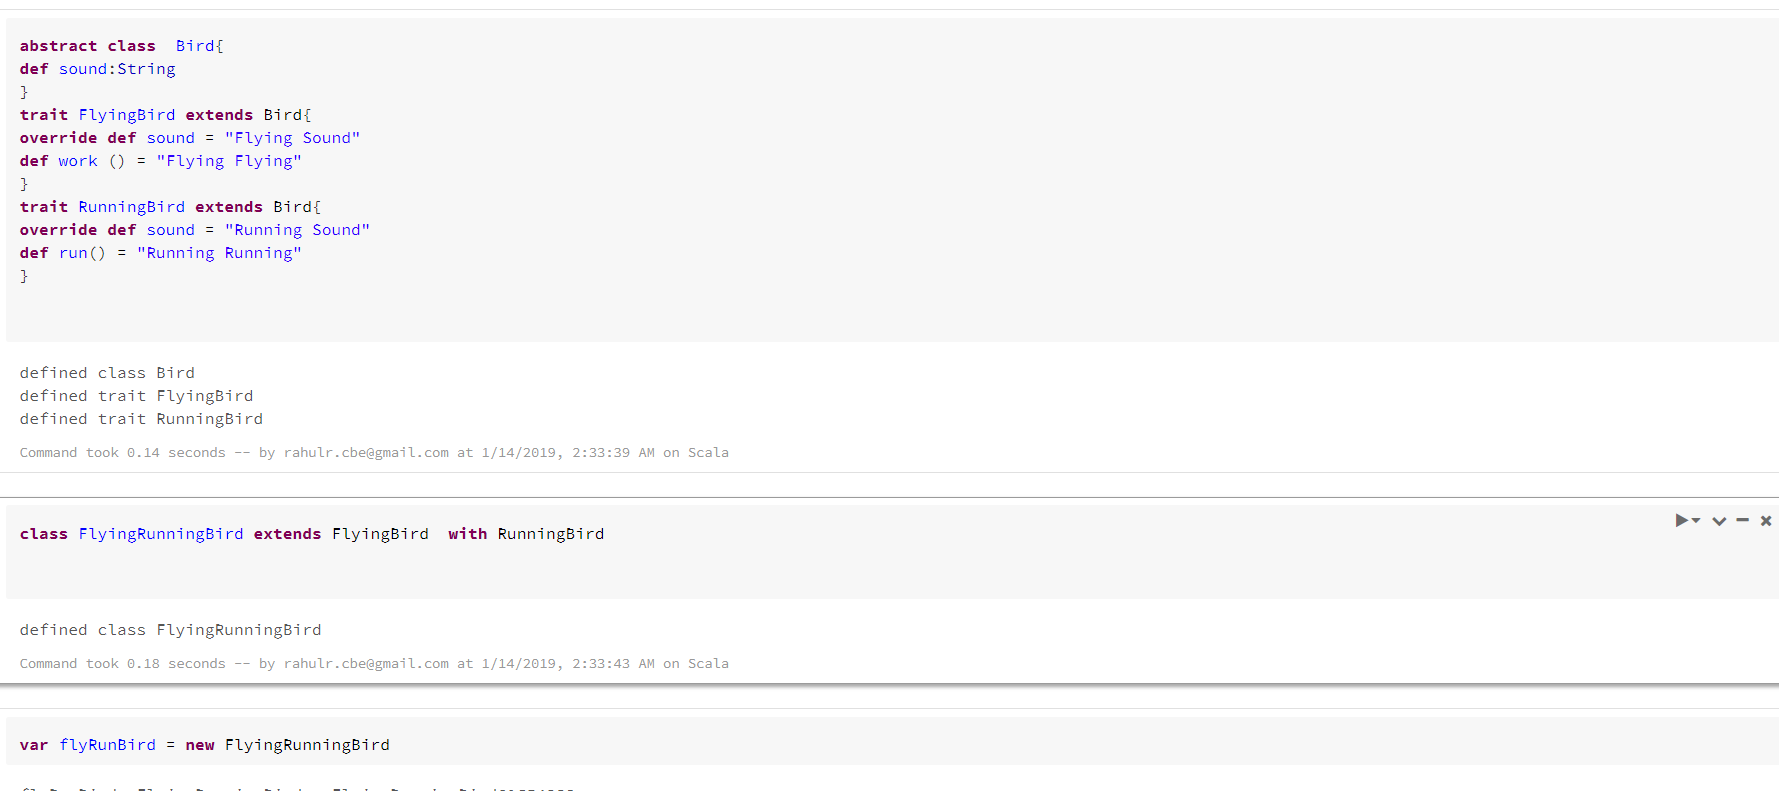 abstract class  Bird{
def sound:String
}
trait FlyingBird extends Bird{
override def sound = "Flying Sound"
def work () = "Flying Flying"
}
trait RunningBird extends Bird{
override def sound = "Running Sound"
def run() = "Running Running"
}
defined class Bird
defined trait FlyingBird
defined trait RunningBird
Command took 0.14 seconds -- by rahulr.cbe@gmail.com at 1/14/2019, 2:33:39 AM on Scala
class FlyingRunningBird extends FlyingBird  with RunningBird
defined class FlyingRunningBird
Command took 0.18 seconds -- by rahulr.cbe@gmail.com at 1/14/2019, 2:33:43 AM on Scala
var flyRunBird = new FlyingRunningBird